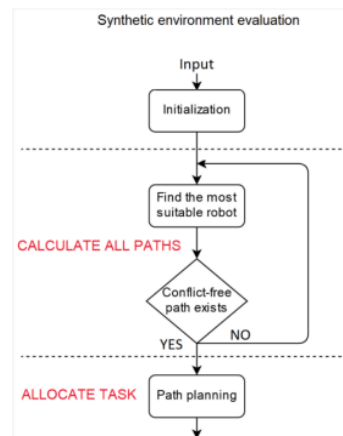 Synthetic environment evaluation
Input
Initialization
Find the most
suitable robot
CALCULATE ALL PATHS
Conflict-free
path exists
YES
NO
ALLOCATE TASK
Path planning